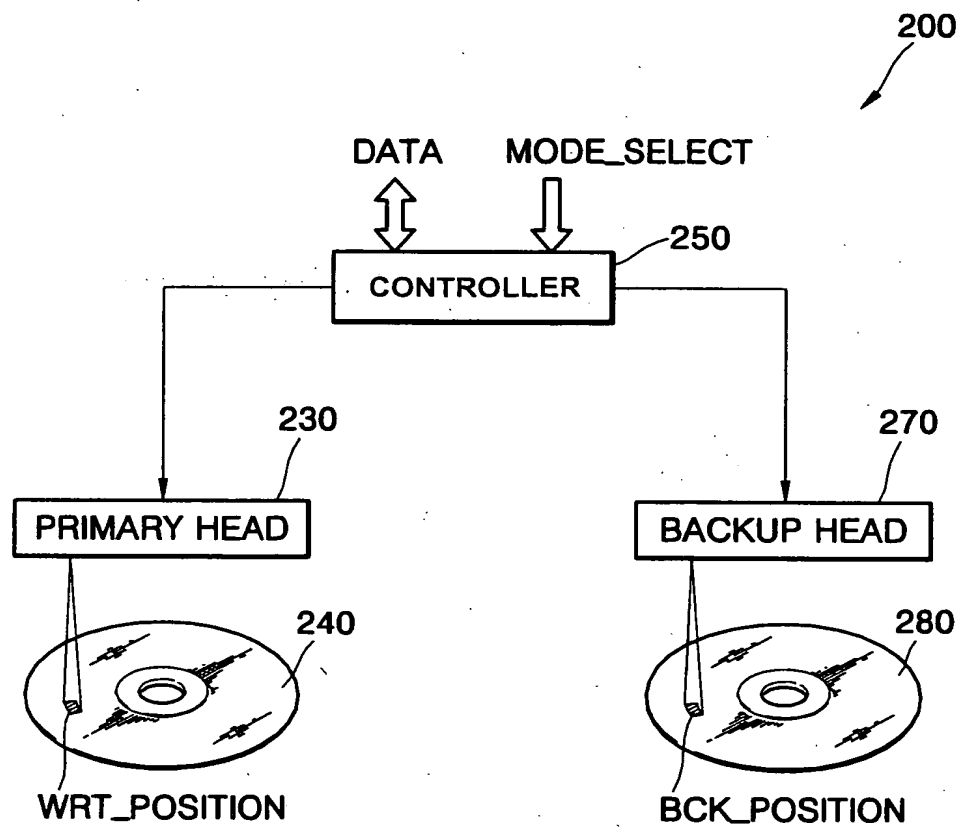 200
DATA MODE_SELECT
250
CONTROLLER
230
270
PRIMARY HEAD
BACKUP HEAD
240
280
WRT_POSITION
BCK_POSITION